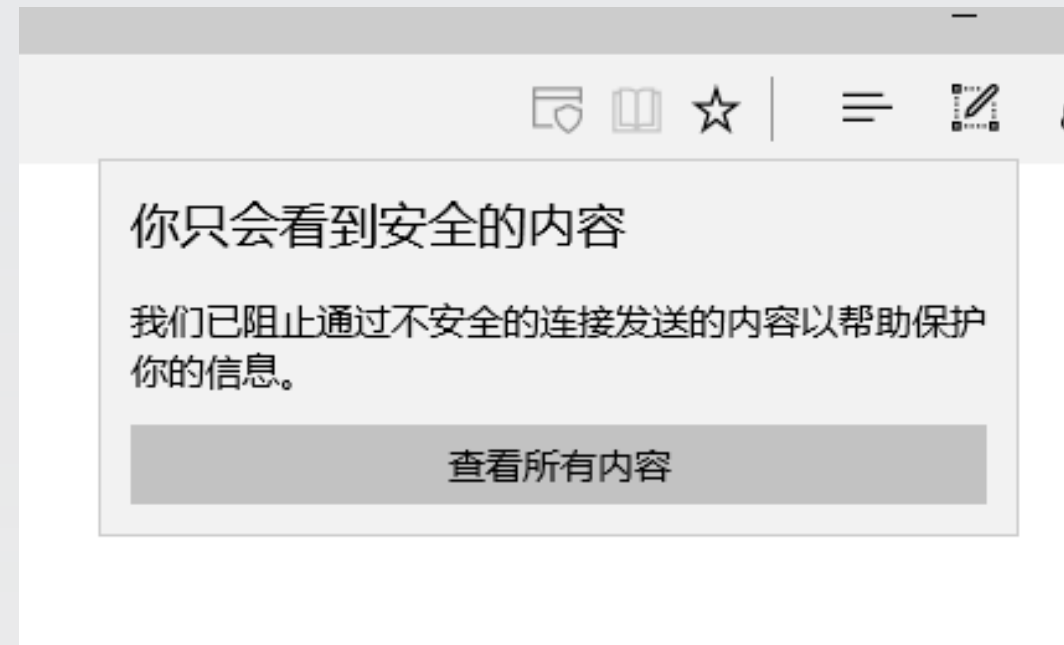 你只会看到安全的内容
我们已阻止通过不安全的连接发送的内容以帮助保护
你的信息。
查看所有内容